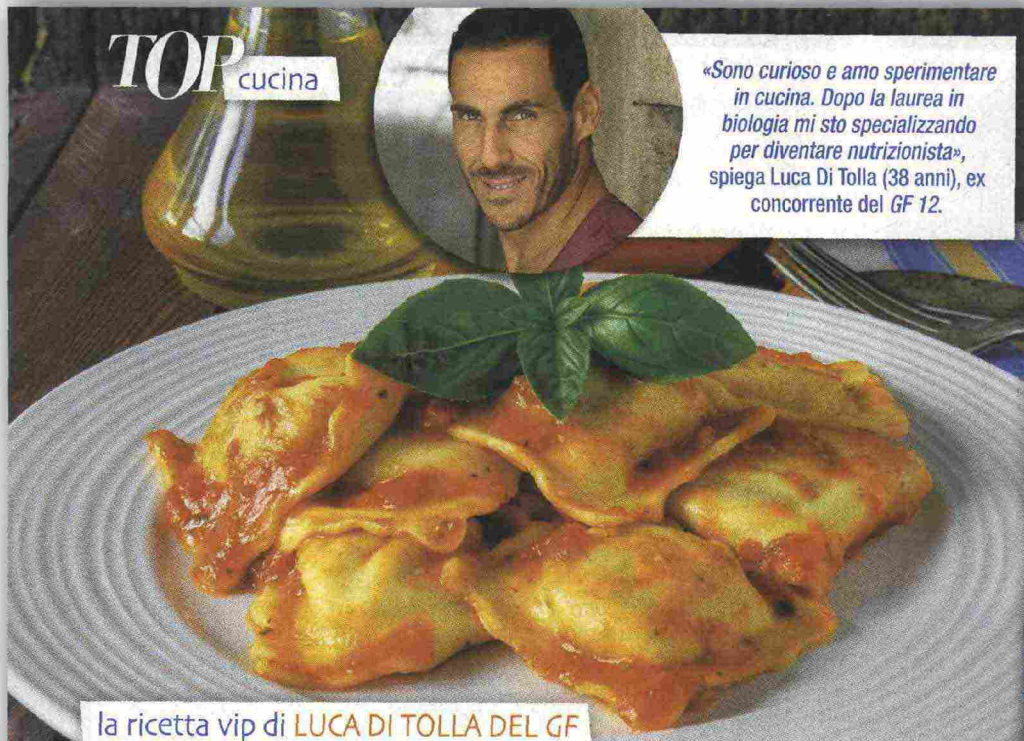 TOP
cucina
«Sono curioso e amo sperimentare
in cucina. Dopo la laurea in
biologia mi sto specializzando
per diventare nutrizionista»,
spiega Luca Di Tolla (38 anni), ex
concorrente del GF 12.
la ricetta vip di LUCA DI TOLLA DEL GF